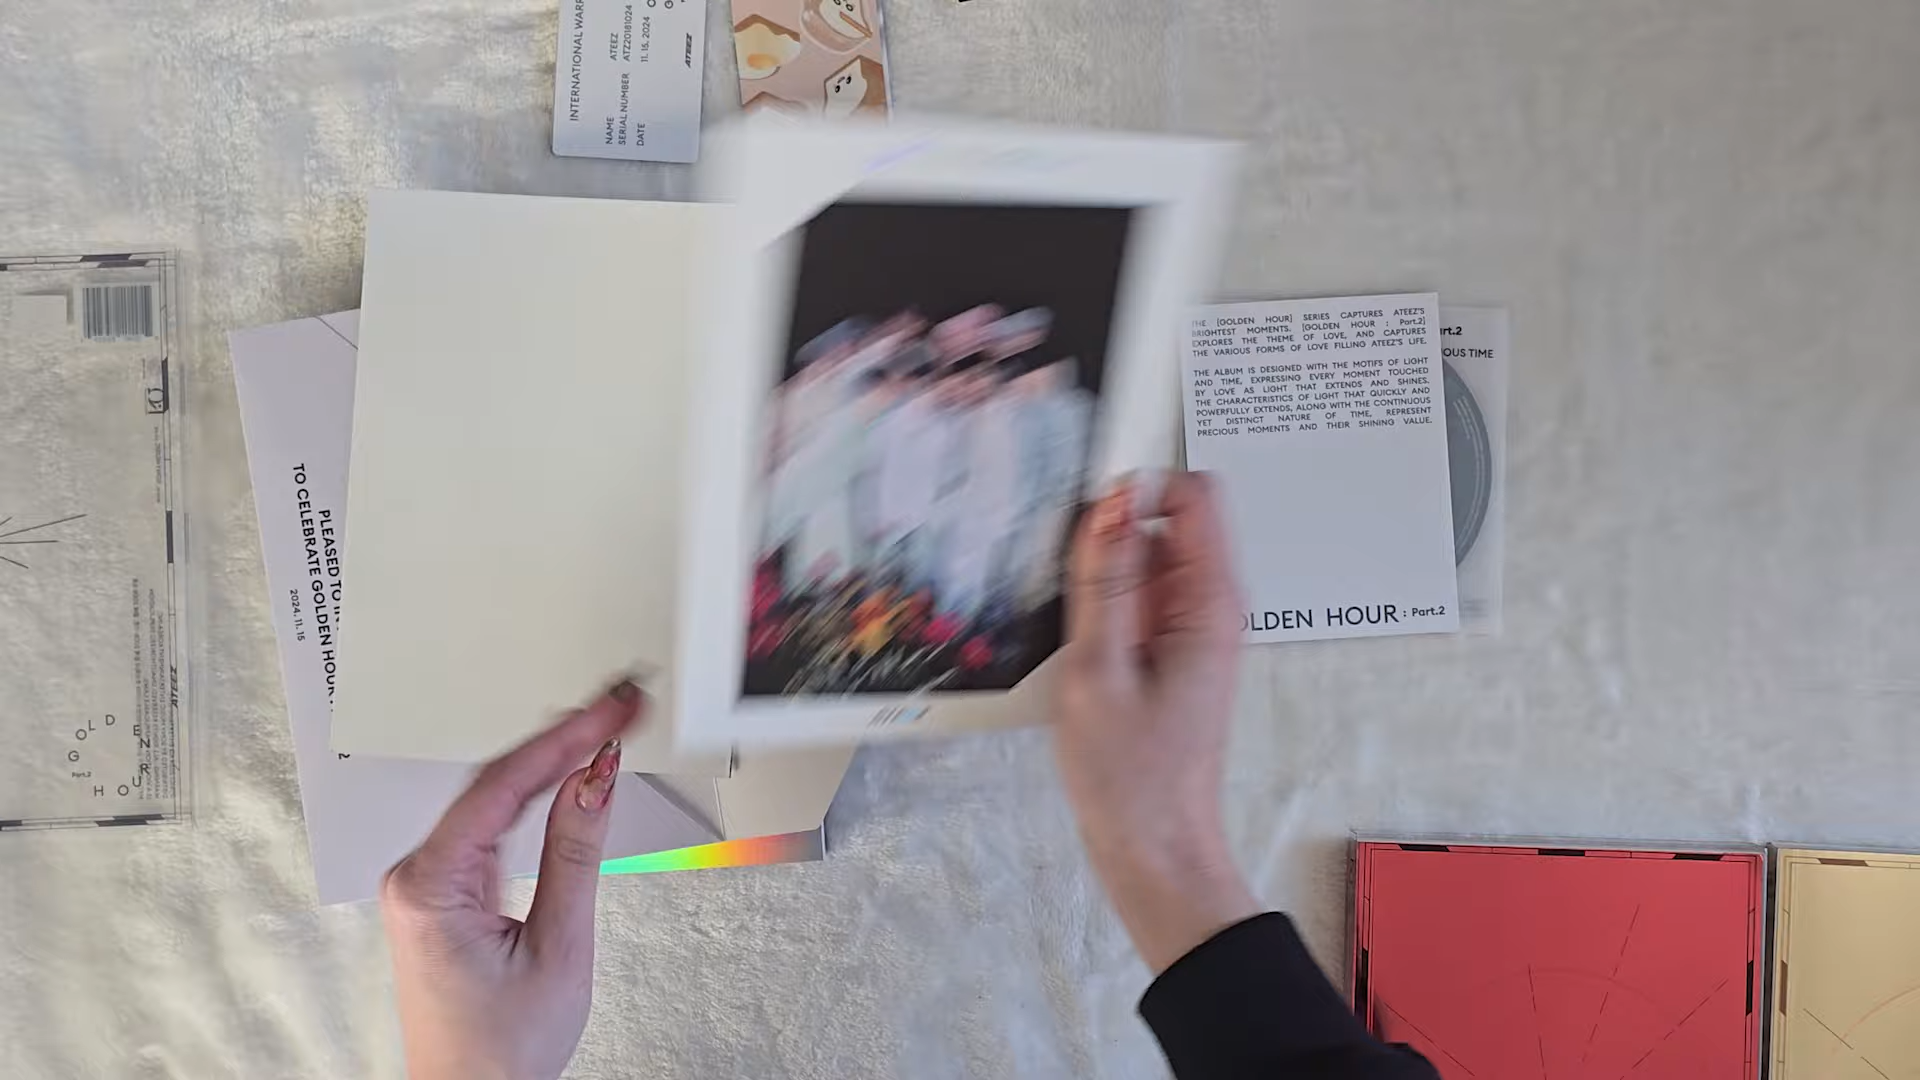 INTERNATIONAL WARR
NAME ATEEZ
SERIAL NUMBER ATZ20181024
DATE 11. 15. 2024
ATEEZ
PLEASED TO
TO CELEBRATE GOLDEN HOUR
2024. 11. 15
THE [GOLDEN HOUR] SERIES CAPTURES ATEEZ'S
BRIGHTEST MOMENTS. [GOLDEN HOUR : Part.2]
EXPLORES THE THEME OF LOVE, AND CAPTURES
THE VARIOUS FORMS OF LOVE FILLING ATEEZ'S LIFE.
THE ALBUM IS DESIGNED WITH THE MOTIFS OF LIGHT
AND TIME, EXPRESSING EVERY MOMENT TOUCHED
BY LOVE AS LIGHT THAT EXTENDS AND SHINES.
THE CHARACTERISTICS OF LIGHT THAT QUICKLY AND
POWERFULLY EXTENDS, ALONG WITH THE CONTINUOUS
YET DISTINCT NATURE OF TIME, REPRESENT
PRECIOUS MOMENTS AND THEIR SHINING VALUE.
OLDEN HOUR : Part.2
rt.2
OUS TIME
GOLDEN HOUR
Part.2
ATEEZ